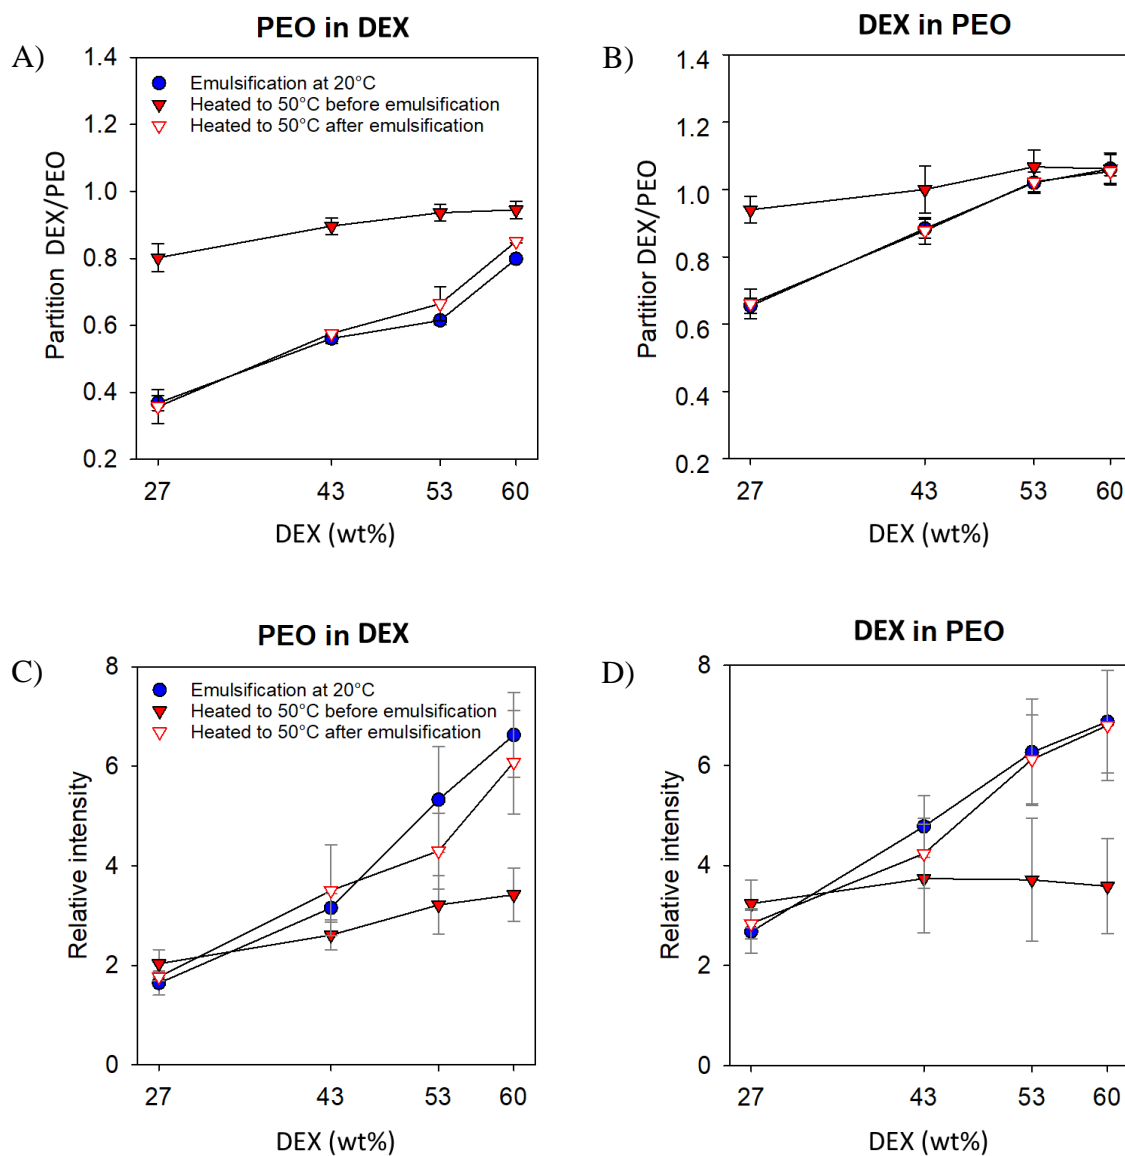 A)
PEO in DEX
1.4
1.2
1.0
0.8
0.6
0.4
0.2
Partition DEX/PEO
Emulsification at 20°C
Heated to 50°C before emulsification
Heated to 50°C after emulsification
27 43 53 60
DEX (wt%)
B)
DEX in PEO
1.4
1.2
1.0
0.8
0.6
0.4
0.2
Partitior DEX/PEO
27 43 53 60
DEX (wt%)
C)
PEO in DEX
8
6
4
2
0
Relative intensity
Emulsification at 20°C
Heated to 50°C before emulsification
Heated to 50°C after emulsification
27 43 53 60
DEX (wt%)
D)
DEX in PEO
8
6
4
2
0
Relative intensity
27 43 53 60
DEX (wt%)